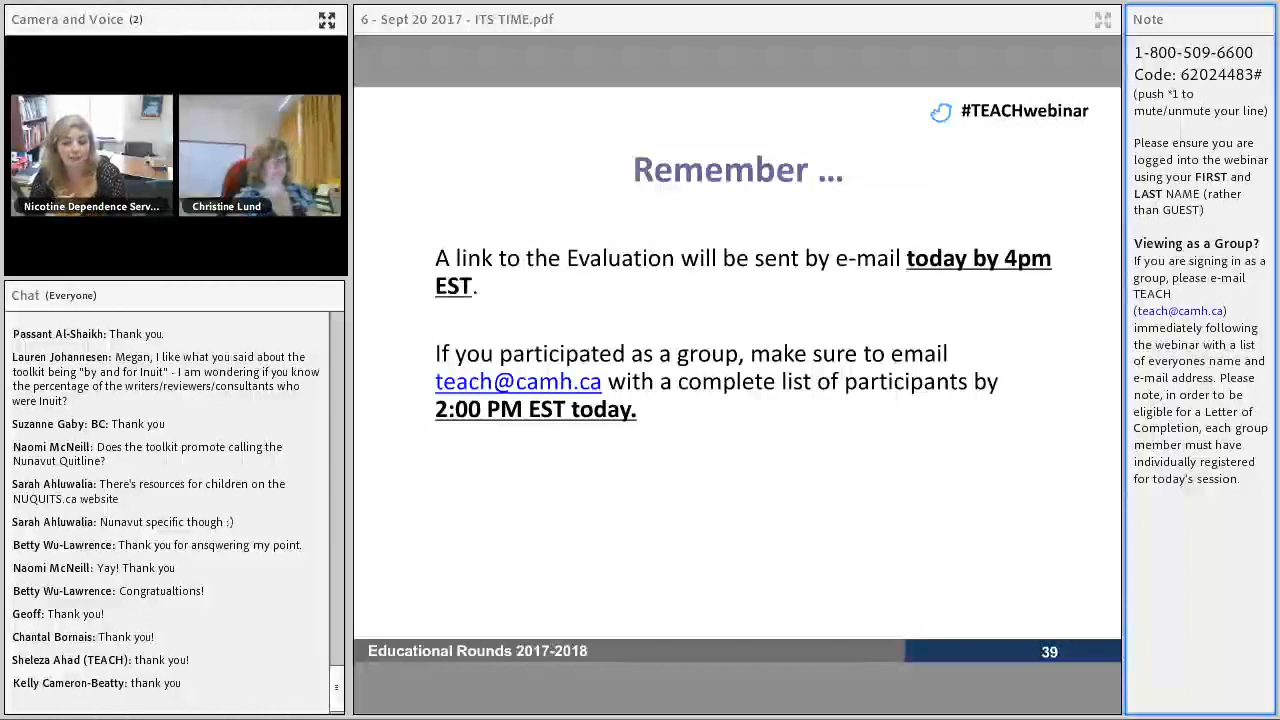 Camera and Voice (2)
Nicotine Dependence Serv...
Christine Lund
Chat (Everyone)
Passant Al-Shaikh: Thank you.
Lauren Johannesen: Megan, I like what you said about the
toolkit being "by and for Inuit" - I am wondering if you know
the percentage of the writers/reviewers/consultants who
were Inuit?
Suzanne Gaby: BC: Thank you
Naomi McNeill: Does the toolkit promote calling the
Nunavut Quitline?
Sarah Ahluwalia: There's resources for children on the
NUQUITS.ca website
Sarah Ahluwalia: Nunavut specific though :)
Betty Wu-Lawrence: Thank you for ansqwering my point.
Naomi McNeill: Yay! Thank you
Betty Wu-Lawrence: Congratualtions!
Geoff: Thank you!
Chantal Bornais: Thank you!
Sheleza Ahad (TEACH): thank you!
Kelly Cameron-Beatty: thank you
6 - Sept 20 2017 - ITS TIME.pdf
#TEACHwebinar
Remember ...
A link to the Evaluation will be sent by e-mail today by 4pm
EST.
If you participated as a group, make sure to email
teach@camh.ca with a complete list of participants by
2:00 PM EST today.
Educational Rounds 2017-2018
39
Note
1-800-509-6600
Code: 62024483#
(push *1 to
mute/unmute your line)
Please ensure you are
logged into the webinar
using your FIRST and
LAST NAME (rather
than GUEST)
Viewing as a Group?
If you are signing in as a
group, please e-mail
TEACH
(teach@camh.ca)
immediately following
the webinar with a list
of everyones name and
e-mail address. Please
note, in order to be
eligible for a Letter of
Completion, each group
member must have
individually registered
for today's session.